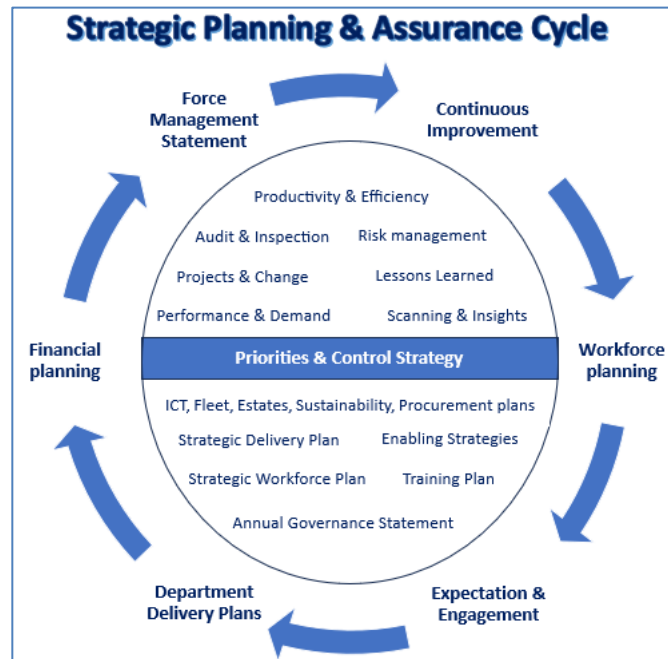 Strategic Planning & Assurance Cycle
Force
Management
Statement
Continuous
Improvement
Productivity & Efficiency
Audit & Inspection
Risk management
Projects & Change
Lessons Learned
Performance & Demand
Scanning & Insights
Financial
planning
Priorities & Control Strategy
Workforce
planning
ICT, Fleet, Estates, Sustainability, Procurement plans
Strategic Delivery Plan
Enabling Strategies
Strategic Workforce Plan
Training Plan
Annual Governance Statement
Department
Delivery Plans
Expectation &
Engagement